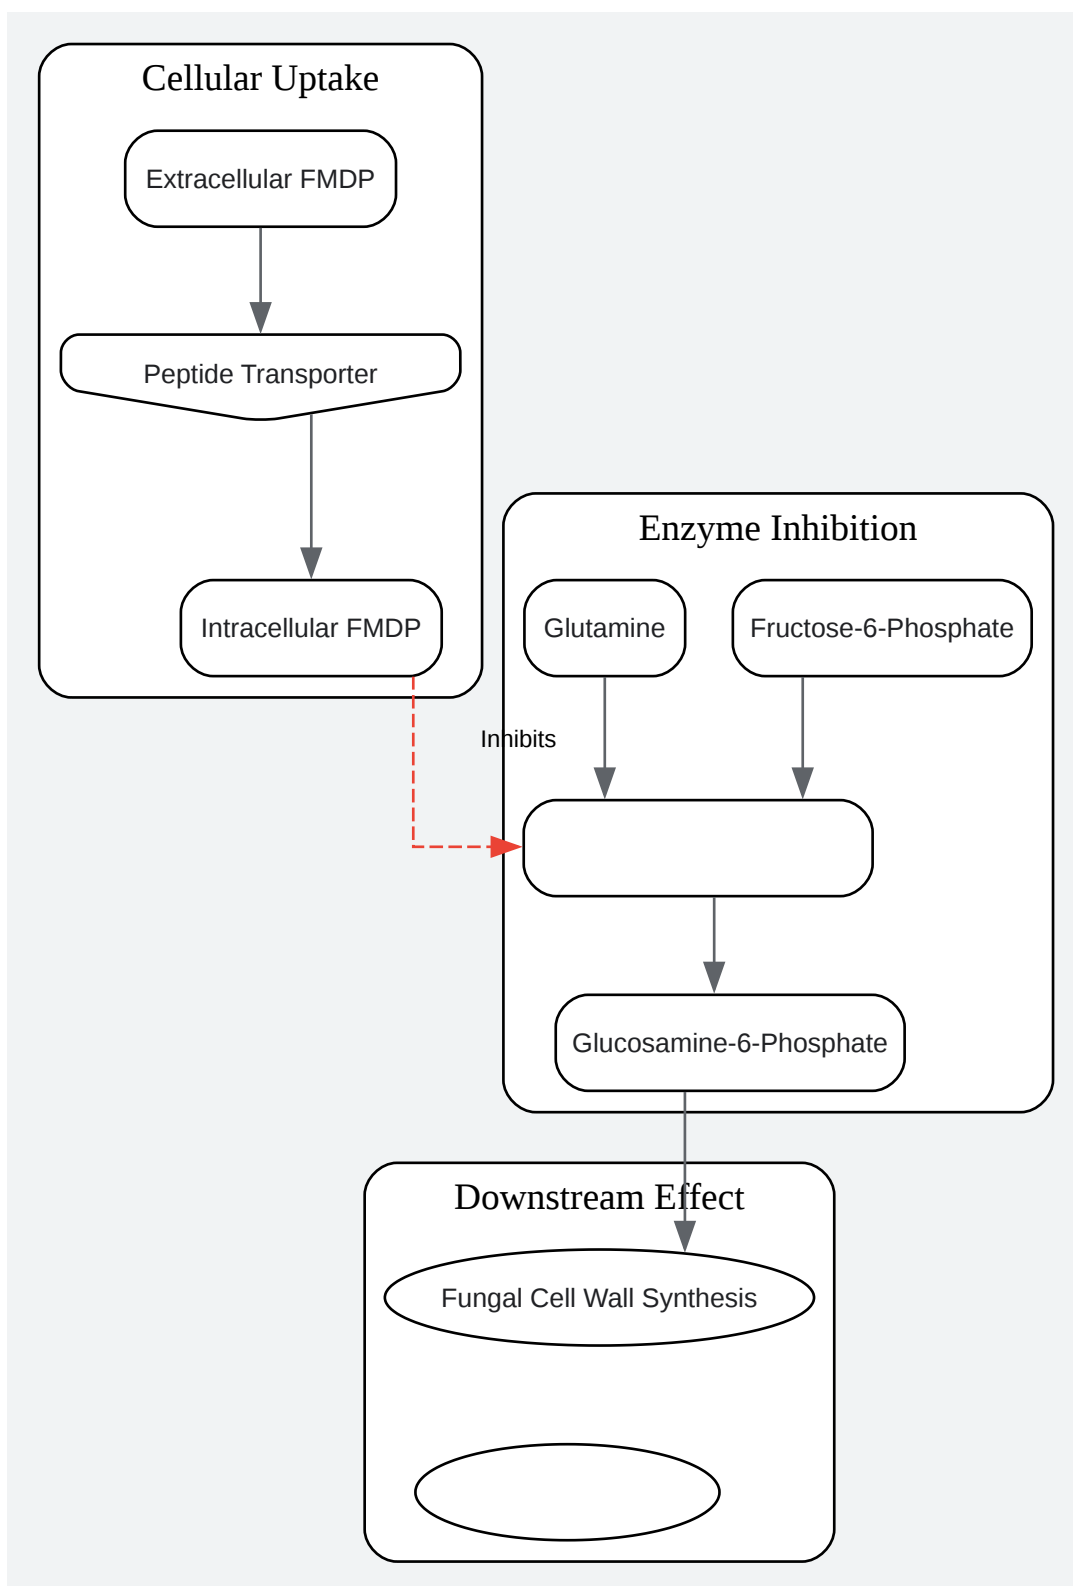 Cellular Uptake
Extracellular FMDP
Peptide Transporter
Intracellular FMDP
Enzyme Inhibition
Glutamine
Fructose-6-Phosphate
Inhibits
Glucosamine-6-Phosphate
Downstream Effect
Fungal Cell Wall Synthesis